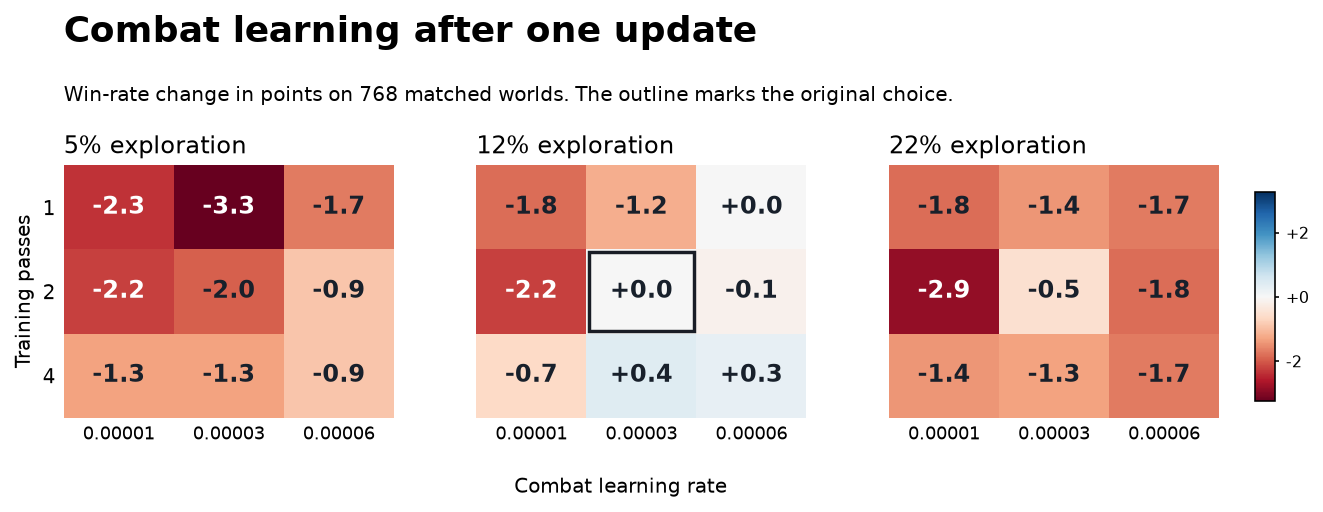 Combat learning after one update
Win-rate change in points on 768 matched worlds. The outline marks the original choice.
5% exploration
12% exploration
22% exploration
Training passes
1
-2.3 -3.3 -1.7
-1.8 -1.2 +0.0
-1.8 -1.4 -1.7
2
-2.2 -2.0 -0.9
-2.2 +0.0 -0.1
-2.9 -0.5 -1.8
4
-1.3 -1.3 -0.9
-0.7 +0.4 +0.3
-1.4 -1.3 -1.7
0.00001 0.00003 0.00006
0.00001 0.00003 0.00006
0.00001 0.00003 0.00006
Combat learning rate
+2
+0
-2